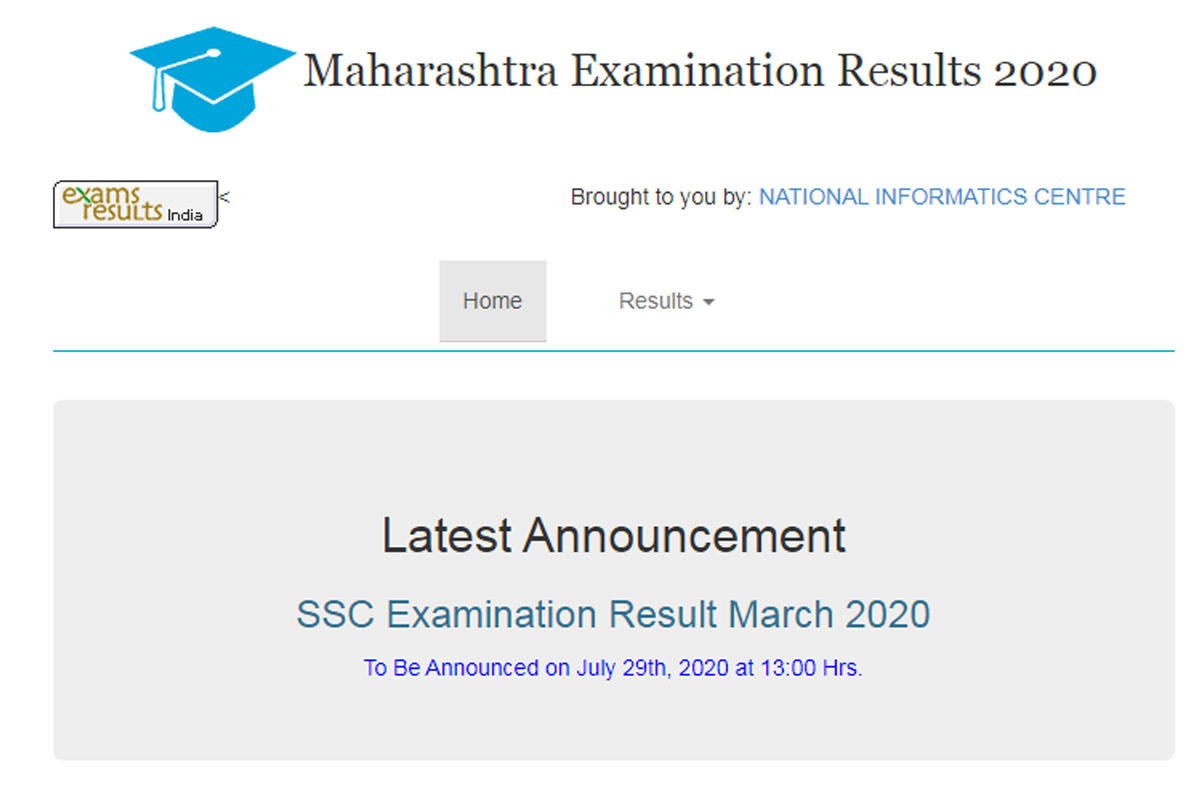 Maharashtra Examination Results 2020
exams
results India
<
Brought to you by: NATIONAL INFORMATICS CENTRE
Home Results
Latest Announcement
SSC Examination Result March 2020
To Be Announced on July 29th, 2020 at 13:00 Hrs.